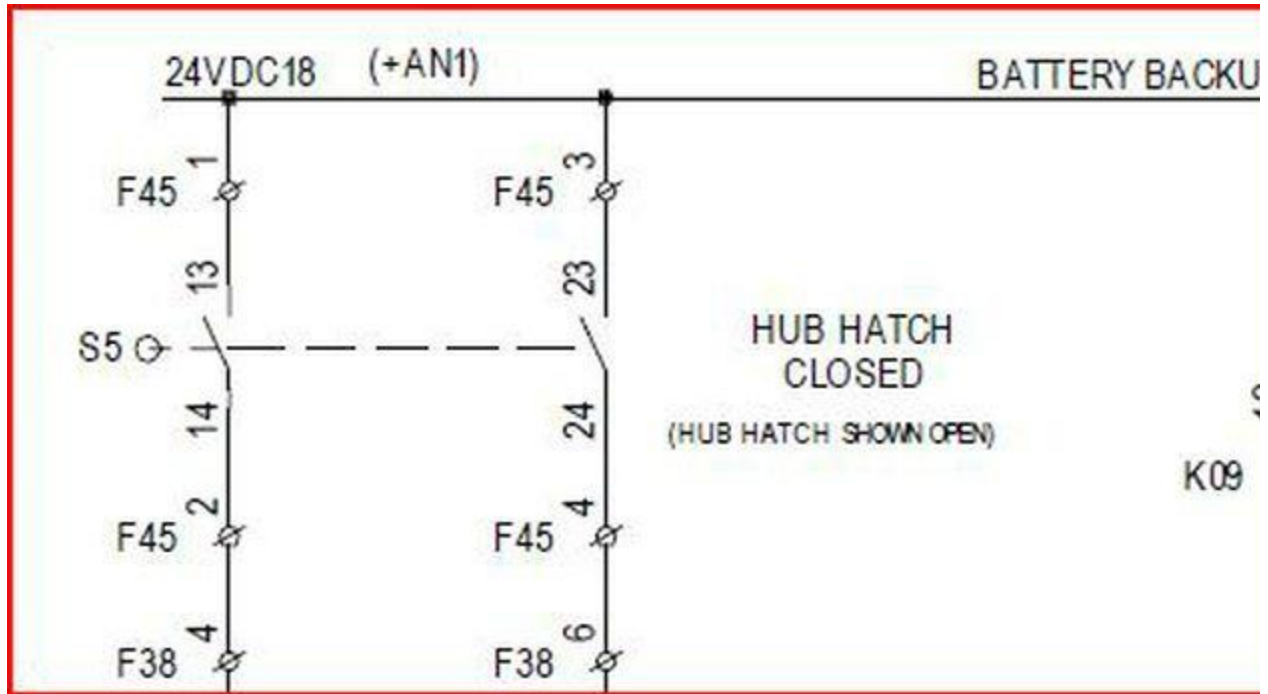 24VDC18 (+AN1) BATTERY BACKU
1 3
F45 F45
13 23
S5
HUB HATCH
CLOSED
(HUB HATCH SHOWN OPEN)
14 24
K09
2 4
F45 F45
4 6
F38 F38